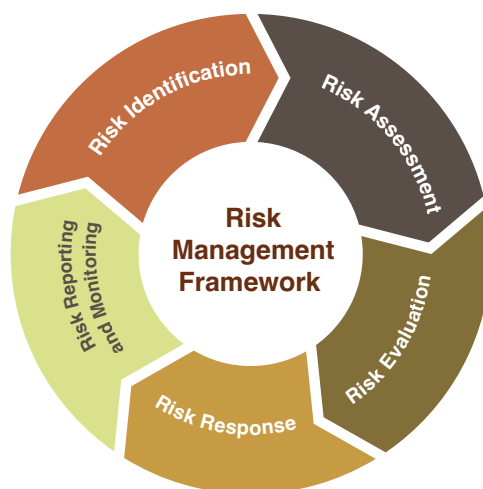 Risk
Management
Framework
Risk Identification
Risk Assessment
Risk Evaluation
Risk Response
Risk Reporting
and Monitoring